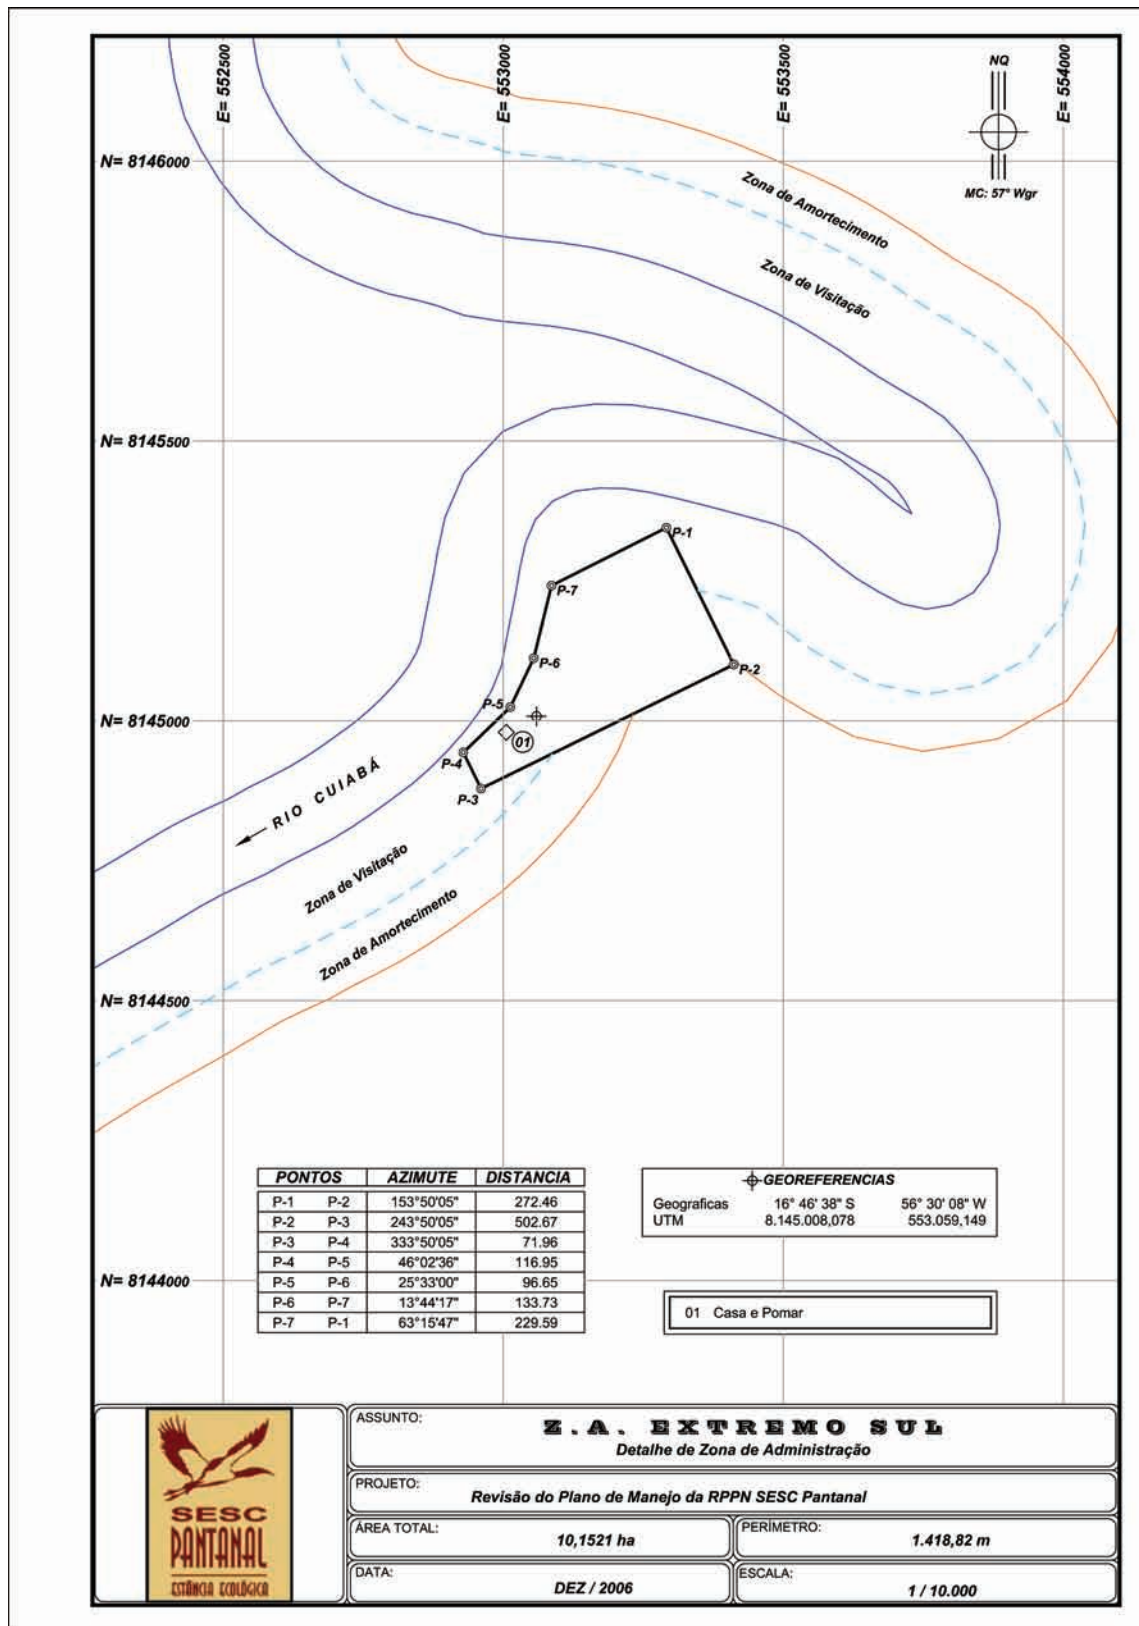 E= 552500
E= 553000
E= 553500
E= 554000
NQ
MC: 57° Wgr
N= 8146000
Zona de Amortecimento
Zona de Visitação
N= 8145500
P-1
P-7
P-6
P-2
P-5
N= 8145000
01
P-4
P-3
RIO CUIABÁ
Zona de Visitação
Zona de Amortecimento
N= 8144500
PONTOS AZIMUTE DISTANCIA
P-1 P-2 153°50'05" 272.46
P-2 P-3 243°50'05" 502.67
P-3 P-4 333°50'05" 71.96
P-4 P-5 46°02'36" 116.95
P-5 P-6 25°33'00" 96.65
P-6 P-7 13°44'17" 133.73
P-7 P-1 63°15'47" 229.59
GEOREFERENCIAS
Geograficas 16° 46' 38" S 56° 30' 08" W
UTM 8.145.008,078 553.059,149
N= 8144000
01 Casa e Pomar
SESC
PANTANAL
ESTÂNCIA ECOLÓGICA
ASSUNTO:
Z.A. EXTREMO SUL
Detalhe de Zona de Administração
PROJETO:
Revisão do Plano de Manejo da RPPN SESC Pantanal
ÁREA TOTAL:
10,1521 ha
PERÍMETRO:
1.418,82 m
DATA:
DEZ / 2006
ESCALA:
1 / 10.000